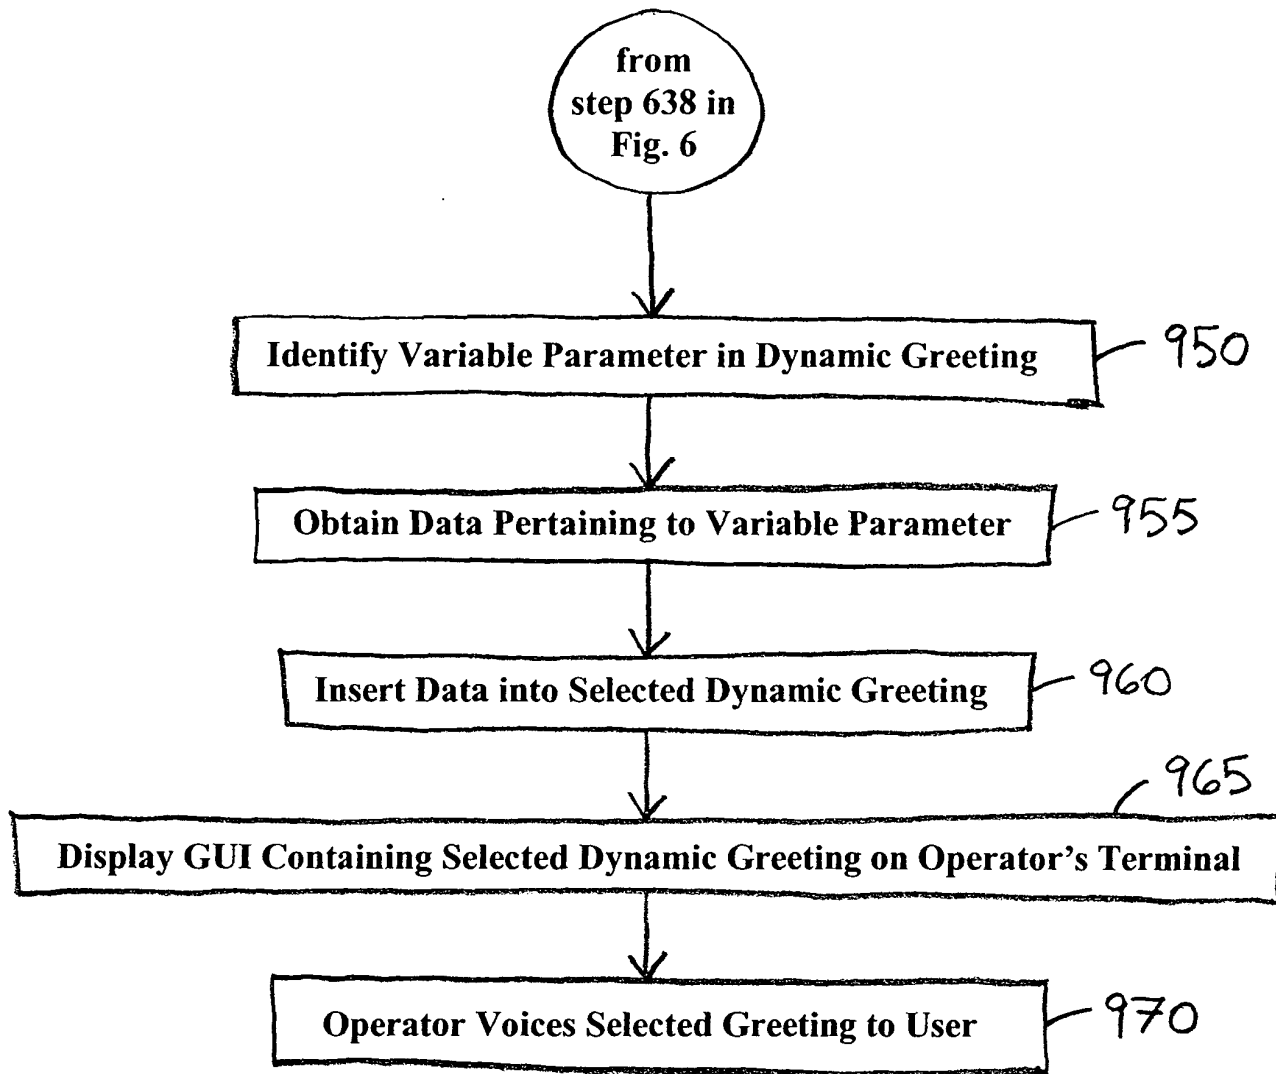 from
step 638 in
Fig. 6
Identify Variable Parameter in Dynamic Greeting
950
Obtain Data Pertaining to Variable Parameter
955
Insert Data into Selected Dynamic Greeting
960
965
Display GUI Containing Selected Dynamic Greeting on Operator's Terminal
Operator Voices Selected Greeting to User
970